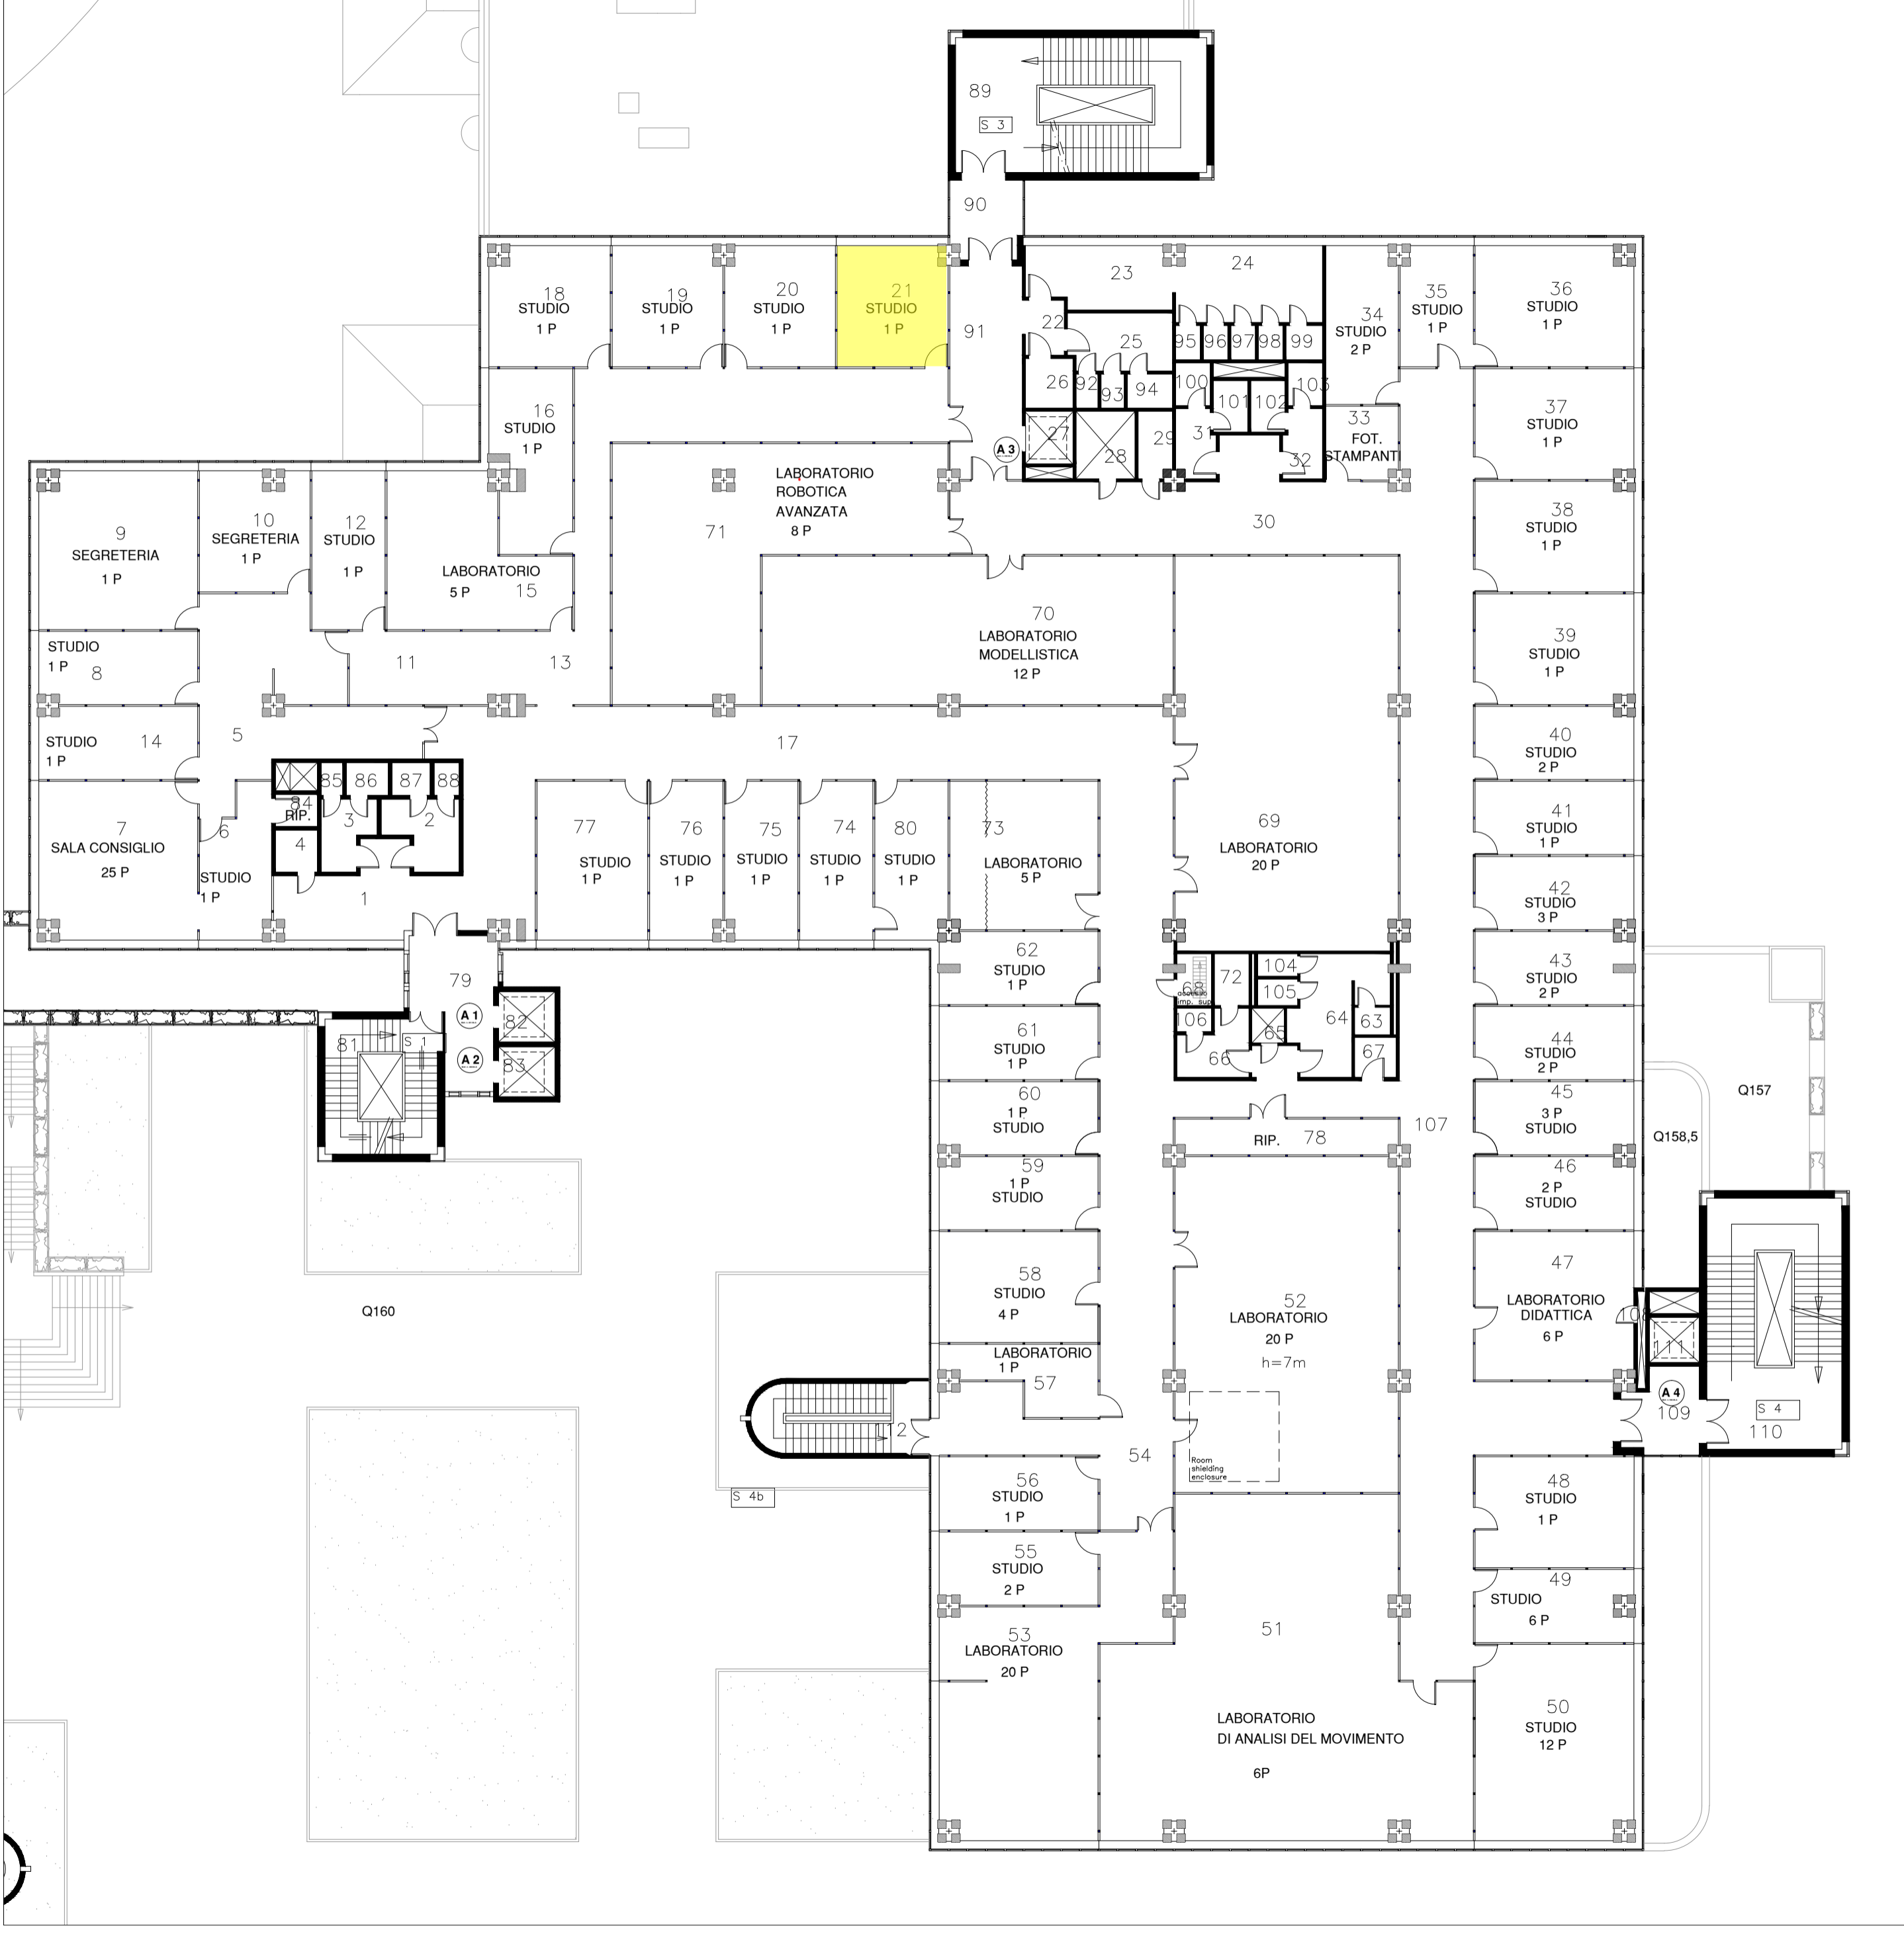 89
S 3
90
18
STUDIO
1 P
19
STUDIO
1 P
20
STUDIO
1 P
21
STUDIO
1 P
91
22
23
24
25
26
92
93
94
95
96
97
98
99
100
101
102
103
27
28
29
31
32
A 3
34
STUDIO
2 P
33
FOT.
STAMPANTI
35
STUDIO
1 P
36
STUDIO
1 P
37
STUDIO
1 P
38
STUDIO
1 P
39
STUDIO
1 P
40
STUDIO
2 P
41
STUDIO
1 P
42
STUDIO
3 P
43
STUDIO
2 P
44
STUDIO
2 P
45
3 P
STUDIO
46
2 P
STUDIO
47
LABORATORIO
DIDATTICA
6 P
16
STUDIO
1 P
9
SEGRETERIA
1 P
10
SEGRETERIA
1 P
12
STUDIO
1 P
LABORATORIO
5 P
15
LABORATORIO
ROBOTICA
AVANZATA
8 P
71
30
70
LABORATORIO
MODELLISTICA
12 P
STUDIO
1 P
8
11
13
STUDIO
1 P
14
5
17
7
SALA CONSIGLIO
25 P
6
STUDIO
1 P
84
RIP.
4
85
86
87
88
3
2
1
77
STUDIO
1 P
76
STUDIO
1 P
75
STUDIO
1 P
74
STUDIO
1 P
80
STUDIO
1 P
73
LABORATORIO
5 P
69
LABORATORIO
20 P
79
A 1
A 2
82
83
81
S 1
62
STUDIO
1 P
61
STUDIO
1 P
60
1 P
STUDIO
59
1 P
STUDIO
58
STUDIO
4 P
LABORATORIO
1 P
57
68
imp. sup.
72
104
105
106
65
66
64
63
67
107
RIP.
78
52
LABORATORIO
20 P
h=7m
Room
shielding
enclosure
54
Q157
Q158,5
Q160
111
A 4
109
S 4
110
S 4b
56
STUDIO
1 P
55
STUDIO
2 P
53
LABORATORIO
20 P
48
STUDIO
1 P
49
STUDIO
6 P
50
STUDIO
12 P
51
LABORATORIO
DI ANALISI DEL MOVIMENTO
6P